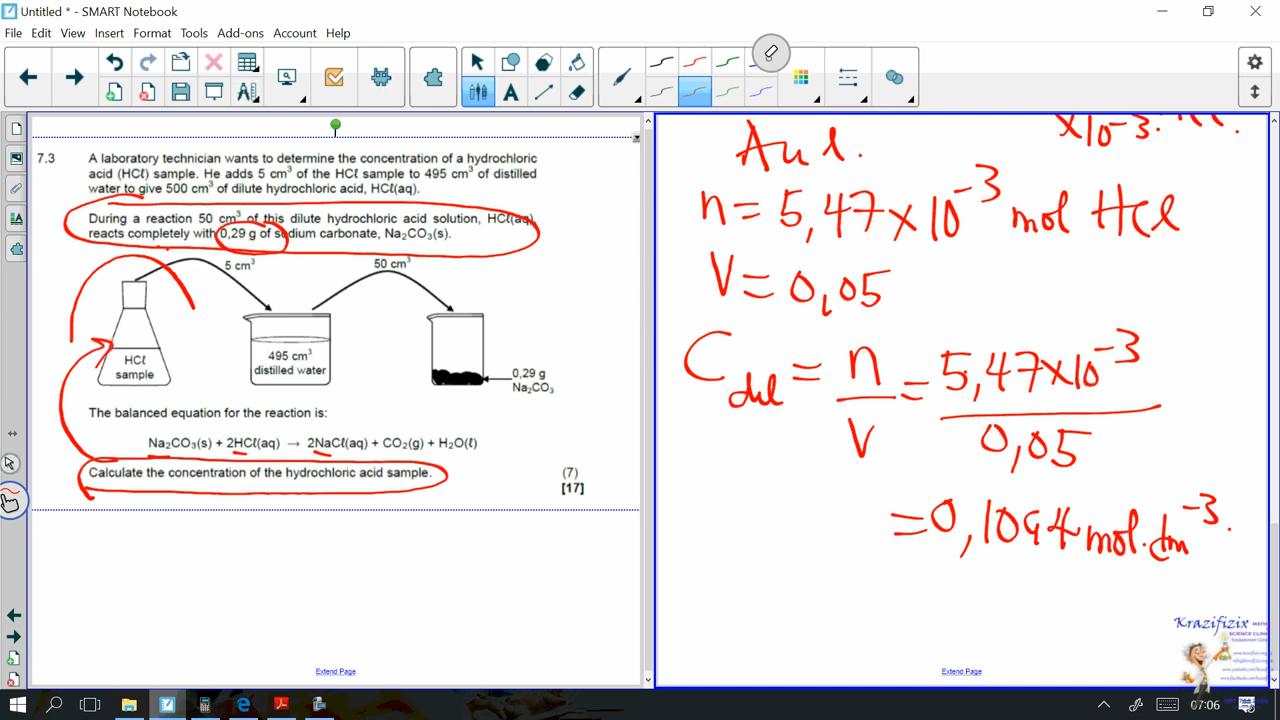 Untitled * - SMART Notebook
File Edit View Insert Format Tools Add-ons Account Help
7.3 A laboratory technician wants to determine the concentration of a hydrochloric
acid (HCℓ) sample. He adds 5 cm³ of the HCℓ sample to 495 cm³ of distilled
water to give 500 cm³ of dilute hydrochloric acid, HCℓ(aq).
During a reaction 50 cm³ of this dilute hydrochloric acid solution, HCℓ(aq)
reacts completely with 0,29 g of sodium carbonate, Na₂CO₃(s).
5 cm³
50 cm³
HCℓ
sample
495 cm³
distilled water
0,29 g
Na₂CO₃
The balanced equation for the reaction is:
Na₂CO₃(s) + 2HCℓ(aq) → 2NaCℓ(aq) + CO₂(g) + H₂O(ℓ)
Calculate the concentration of the hydrochloric acid sample. (7)
[17]
Extend Page
x10⁻³.
n = 5,47 x 10⁻³ mol HCl
V = 0,05
C dil = n/V = 5,47x10⁻³/0,05
= 0,1094 mol.dm⁻³.
Krazifizix
SCIENCE CLINIC
Extend Page
07:06